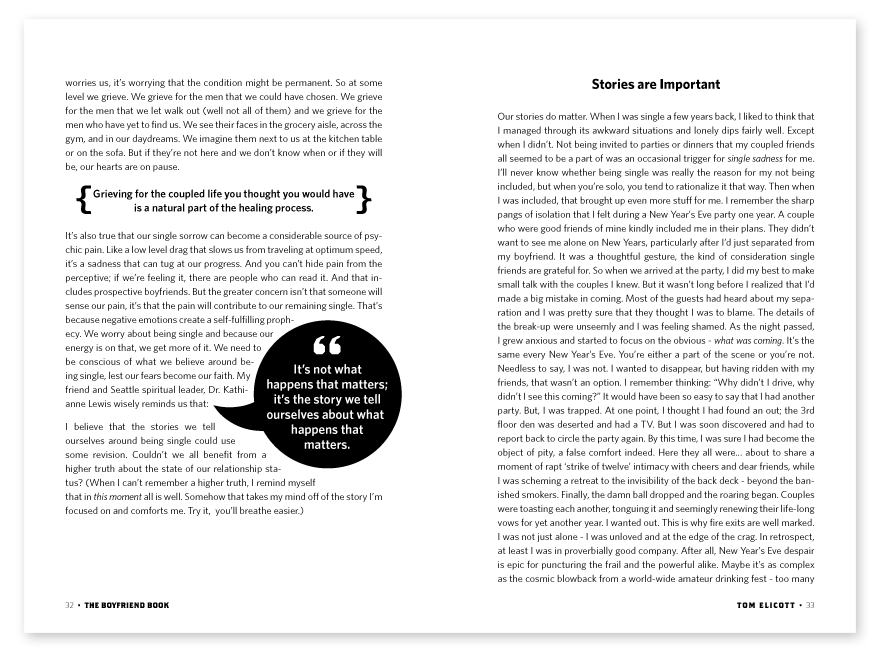 worries us, it's worrying that the condition might be permanent. So at some
level we grieve. We grieve for the men that we could have chosen. We grieve
for the men that we let walk out (well not all of them) and we grieve for the
men who have yet to find us. We see their faces in the grocery aisle, across the
gym, and in our daydreams. We imagine them next to us at the kitchen table
or on the sofa. But if they're not here and we don't know when or if they will
be, our hearts are on pause.
{ Grieving for the coupled life you thought you would have }
is a natural part of the healing process.
It's also true that our single sorrow can become a considerable source of psy-
chic pain. Like a low level drag that slows us from traveling at optimum speed,
it's a sadness that can tug at our progress. And you can't hide pain from the
perceptive; if we're feeling it, there are people who can read it. And that in-
cludes prospective boyfriends. But the greater concern isn't that someone will
sense our pain, it's that the pain will contribute to our remaining single. That's
because negative emotions create a self-fulfilling proph-
ecy. We worry about being single and because our
energy is on that, we get more of it. We need to
be conscious of what we believe around be-
ing single, lest our fears become our faith. My
friend and Seattle spiritual leader, Dr. Kathi-
anne Lewis wisely reminds us that:
“
It's not what
happens that matters;
it's the story we tell
ourselves about what
happens that
matters.
I believe that the stories we tell
ourselves around being single could use
some revision. Couldn't we all benefit from a
higher truth about the state of our relationship sta-
tus? (When I can't remember a higher truth, I remind myself
that in this moment all is well. Somehow that takes my mind off of the story I'm
focused on and comforts me. Try it, you'll breathe easier.)
32 • THE BOYFRIEND BOOK
Stories are Important
Our stories do matter. When I was single a few years back, I liked to think that
I managed through its awkward situations and lonely dips fairly well. Except
when I didn't. Not being invited to parties or dinners that my coupled friends
all seemed to be a part of was an occasional trigger for single sadness for me.
I'll never know whether being single was really the reason for my not being
included, but when you're solo, you tend to rationalize it that way. Then when
I was included, that brought up even more stuff for me. I remember the sharp
pangs of isolation that I felt during a New Year's Eve party one year. A couple
who were good friends of mine kindly included me in their plans. They didn't
want to see me alone on New Years, particularly after I'd just separated from
my boyfriend. It was a thoughtful gesture, the kind of consideration single
friends are grateful for. So when we arrived at the party, I did my best to make
small talk with the couples I knew. But it wasn't long before I realized that I'd
made a big mistake in coming. Most of the guests had heard about my sepa-
ration and I was pretty sure that they thought I was to blame. The details of
the break-up were unseemly and I was feeling shamed. As the night passed,
I grew anxious and started to focus on the obvious - what was coming. It's the
same every New Year's Eve. You're either a part of the scene or you're not.
Needless to say, I was not. I wanted to disappear, but having ridden with my
friends, that wasn't an option. I remember thinking: “Why didn't I drive, why
didn't I see this coming?” It would have been so easy to say that I had another
party. But, I was trapped. At one point, I thought I had found an out; the 3rd
floor den was deserted and had a TV. But I was soon discovered and had to
report back to circle the party again. By this time, I was sure I had become the
object of pity, a false comfort indeed. Here they all were... about to share a
moment of rapt ‘strike of twelve’ intimacy with cheers and dear friends, while
I was scheming a retreat to the invisibility of the back deck - beyond the ban-
ished smokers. Finally, the damn ball dropped and the roaring began. Couples
were toasting each another, tonguing it and seemingly renewing their life-long
vows for yet another year. I wanted out. This is why fire exits are well marked.
I was not just alone - I was unloved and at the edge of the crag. In retrospect,
at least I was in proverbially good company. After all, New Year's Eve despair
is epic for puncturing the frail and the powerful alike. Maybe it's as complex
as the cosmic blowback from a world-wide amateur drinking fest - too many
TOM ELICOTT • 33